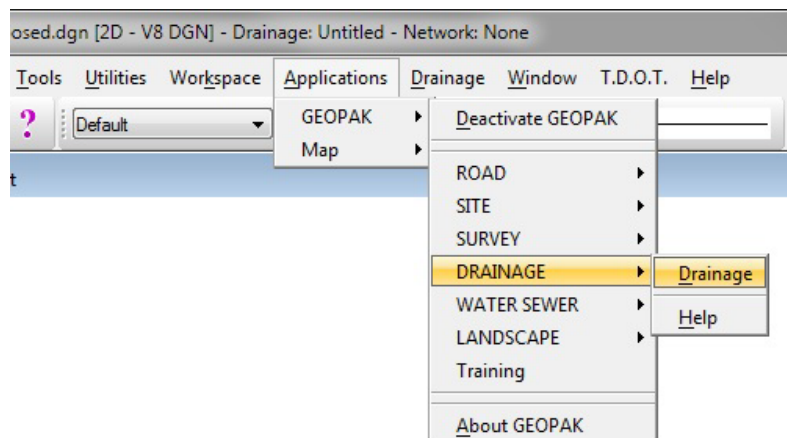 osed.dgn [2D - V8 DGN] - Drainage: Untitled - Network: None
Tools Utilities Workspace Applications Drainage Window T.D.O.T. Help
? Default GEOPAK Deactivate GEOPAK
Map
t
ROAD
SITE
SURVEY
DRAINAGE Drainage
WATER SEWER Help
LANDSCAPE
Training
About GEOPAK